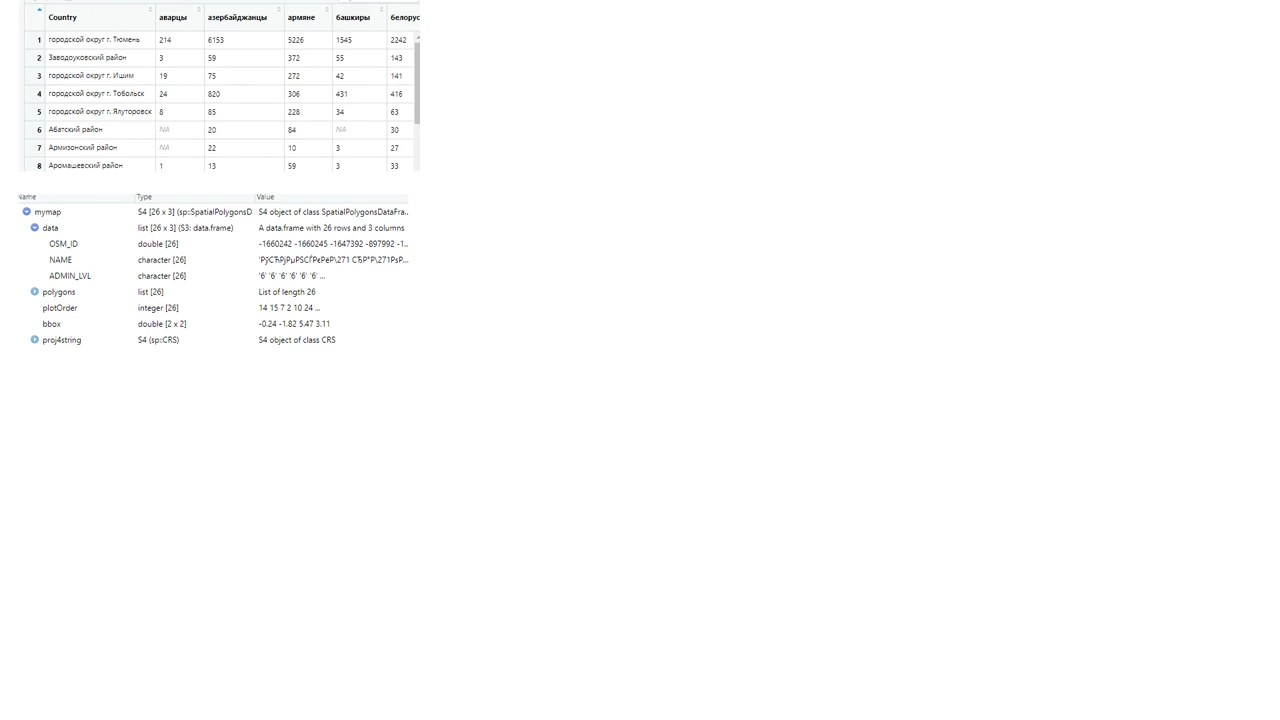 Country аварцы азербайджанцы армяне башкиры белорус
1 городской округ г. Тюмень 214 6153 5226 1545 2242
2 Заводоуковский район 3 59 372 55 143
3 городской округ г. Ишим 19 75 272 42 141
4 городской округ г. Тобольск 24 820 306 431 416
5 городской округ г. Ялуторовск 8 85 228 34 63
6 Абатский район NA 20 84 NA 30
7 Армизонский район NA 22 10 3 27
8 Аромашевский район 1 13 59 3 33
Name Type Value
mymap S4 [26 x 3] (sp::SpatialPolygonsD S4 object of class SpatialPolygonsDataFra...
data list [26 x 3] (S3: data.frame) A data.frame with 26 rows and 3 columns
OSM_ID double [26] -1660242 -1660245 -1647392 -897992 -1...
NAME character [26]
ADMIN_LVL character [26] '6' '6' '6' '6' '6' '6' ...
polygons list [26] List of length 26
plotOrder integer [26] 14 15 7 2 10 24 ...
bbox double [2 x 2] -0.24 -1.82 5.47 3.11
proj4string S4 (sp::CRS) S4 object of class CRS